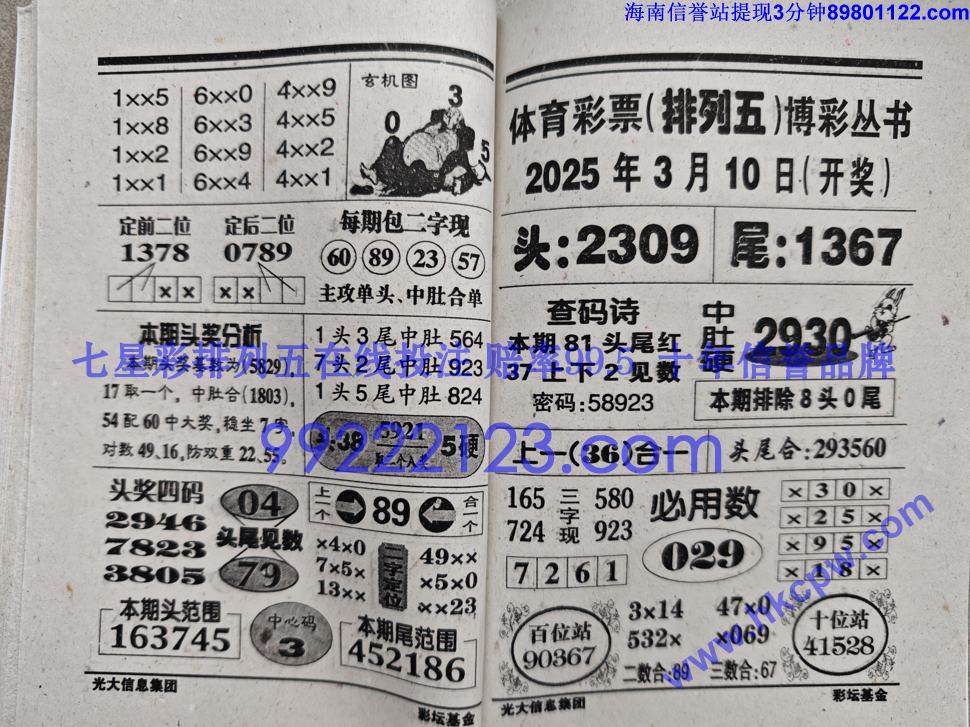 海南信誉站提现3分钟89801122.com
1××5 6××0 4××9
1××8 6××3 4××5
1××2 6××9 4××2
1××1 6××4 4××1
玄机图
3
0
5
定前二位 定后二位
1378 0789
×× ××
每期包二字现
60 89 23 57
主攻单头、中肚合单
本期头奖分析
17取一个,中肚合(1803),
54配60中大奖,稳坐7字,
对数49、16,防双重22、55。
1头3尾中肚564
7头2尾中肚923
1头5尾中肚824
5921
5硬
头奖四码
2946
7823
3805
04
头尾见数
79
上一个 89 合一个
×4×0
7×5×
13××
二字定位
49××
×5×0
××23
本期头范围
163745
中心码
3
本期尾范围
452186
光大信息集团
彩坛基金
体育彩票(排列五)博彩丛书
2025年3月10日(开奖)
头:2309 尾:1367
查码诗
本期81头尾红
37上下2见数
密码:58923
中肚硬
2930
本期排除8头0尾
上一(36)合一
头尾合:293560
165 三字现 580
724 923
7261
必用数
029
×30×
×25×
×95×
×18×
百位站
90367
3×14 47×0
532× ×069
二数合:89 三数合:67
十位站
41528
光大信息集团
彩坛基金
七星彩排列五在线投注 赔率99.5 十年信誉品牌
99222123.com
www.hkcpw.com